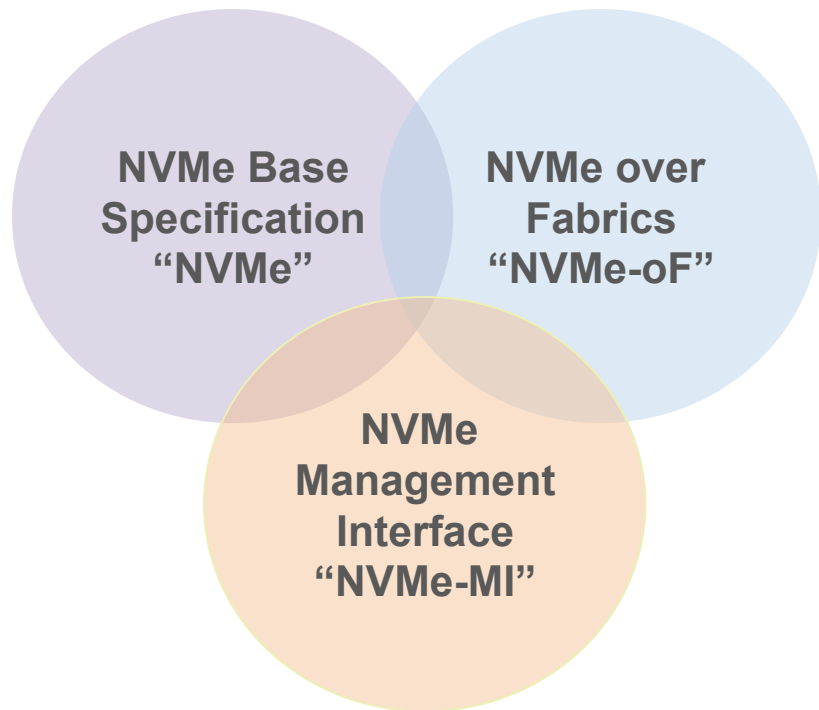 NVMe Base
Specification
“NVMe”
NVMe over
Fabrics
“NVMe-oF”
NVMe
Management
Interface
“NVMe-MI”